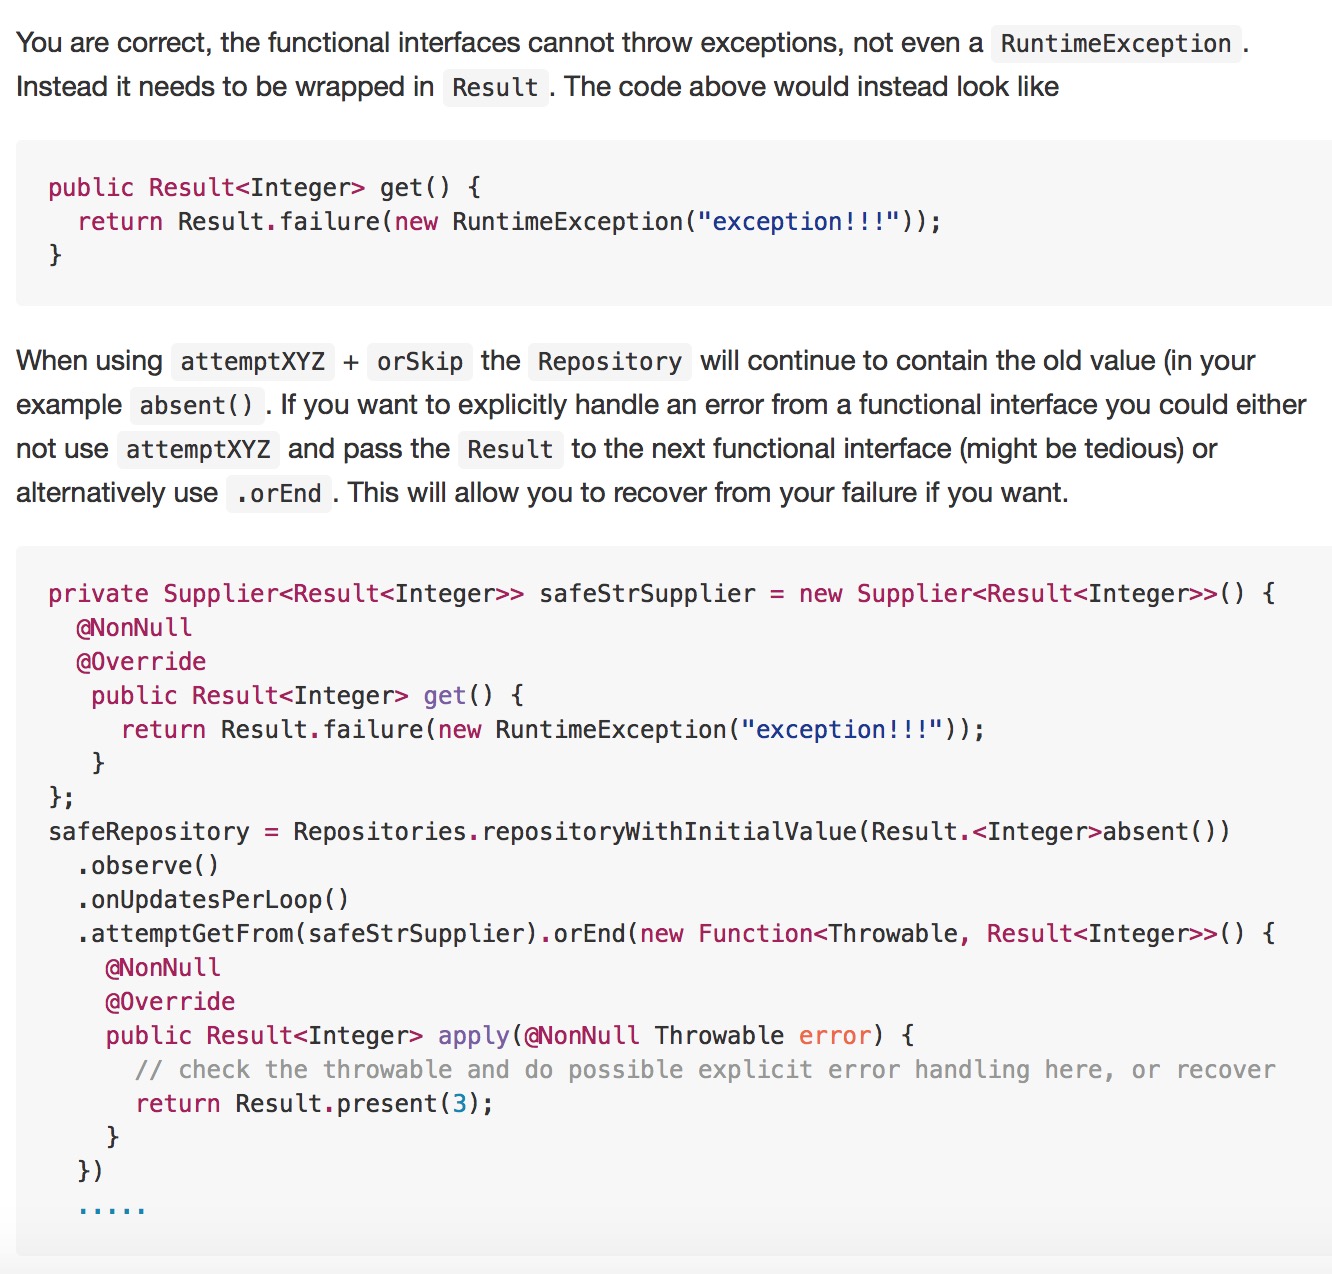 You are correct, the functional interfaces cannot throw exceptions, not even a RuntimeException.
Instead it needs to be wrapped in Result. The code above would instead look like
public Result<Integer> get() {
  return Result.failure(new RuntimeException("exception!!!"));
}
When using attemptXYZ + orSkip the Repository will continue to contain the old value (in your
example absent(). If you want to explicitly handle an error from a functional interface you could either
not use attemptXYZ and pass the Result to the next functional interface (might be tedious) or
alternatively use .orEnd. This will allow you to recover from your failure if you want.
private Supplier<Result<Integer>> safeStrSupplier = new Supplier<Result<Integer>>() {
  @NonNull
  @Override
   public Result<Integer> get() {
     return Result.failure(new RuntimeException("exception!!!"));
   }
};
safeRepository = Repositories.repositoryWithInitialValue(Result.<Integer>absent())
  .observe()
  .onUpdatesPerLoop()
  .attemptGetFrom(safeStrSupplier).orEnd(new Function<Throwable, Result<Integer>>() {
    @NonNull
    @Override
    public Result<Integer> apply(@NonNull Throwable error) {
      // check the throwable and do possible explicit error handling here, or recover
      return Result.present(3);
    }
  })
  .....